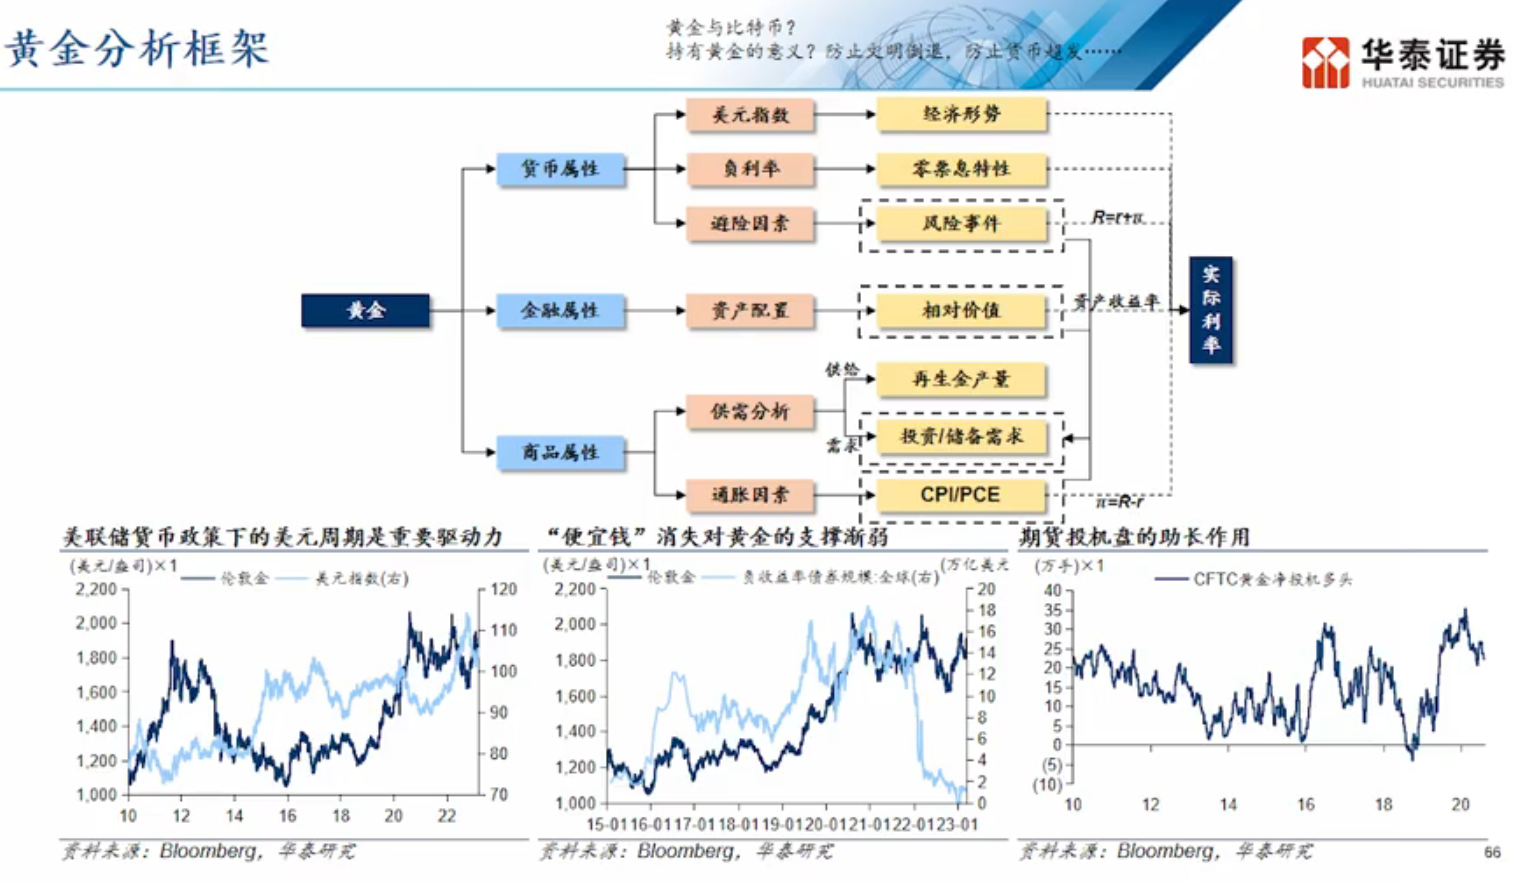 黄金分析框架
黄金与比特币?
持有黄金的意义?防止文明倒退,防止货币超发……
华泰证券
HUATAI SECURITIES
美元指数
经济形势
货币属性
负利率
零票息特性
避险因素
风险事件
R=r+π
黄金
金融属性
资产配置
相对价值
资产收益率
实际利率
供给
再生金产量
商品属性
供需分析
需求
投资/储备需求
通胀因素
CPI/PCE
π=R-r
美联储货币政策下的美元周期是重要驱动力
(美元/盎司)×1
伦敦金
美元指数(右)
2,200
2,000
1,800
1,600
1,400
1,200
1,000
120
110
100
90
80
70
10 12 14 16 18 20 22
资料来源:Bloomberg,华泰研究
“便宜钱”消失对黄金的支撑渐弱
(美元/盎司)×1
伦敦金
负收益率债券规模:全球(右)
(万亿美元
2,200
2,000
1,800
1,600
1,400
1,200
1,000
20
18
16
14
12
10
8
6
4
2
0
15-01 16-01 17-01 18-01 19-01 20-01 21-01 22-01 23-01
资料来源:Bloomberg,华泰研究
期货投机盘的助长作用
(万手)×1
CFTC黄金净投机多头
40
35
30
25
20
15
10
5
0
(5)
(10)
10 12 14 16 18 20
资料来源:Bloomberg,华泰研究
66